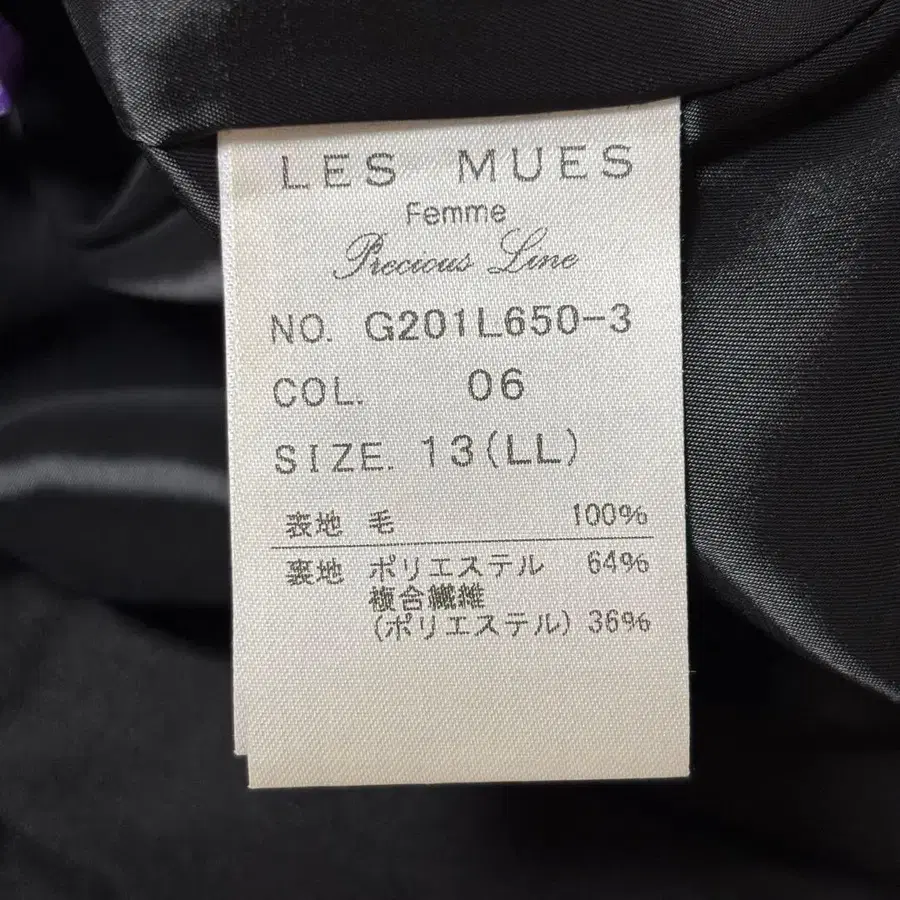 LES MUES
Femme
Precious Line
NO. G201L650-3
COL. 06
SIZE. 13(LL)
表地 毛 100%
裏地 ポリエステル 64%
複合繊維
(ポリエステル) 36%